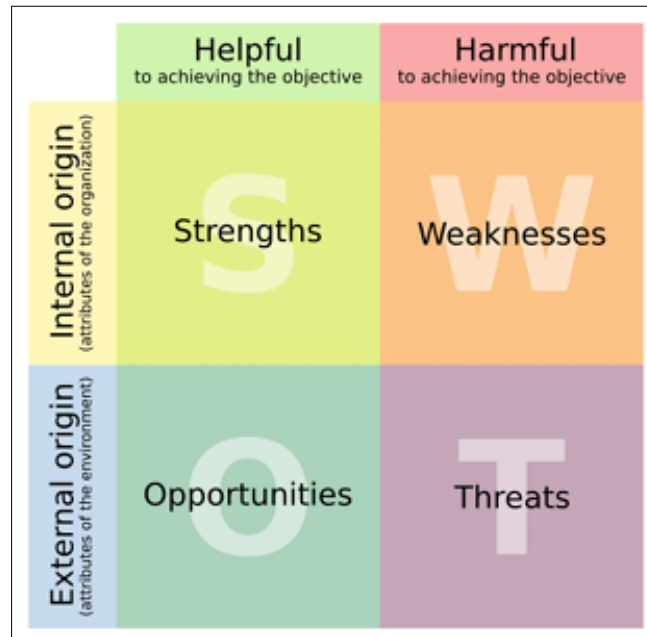 Helpful
to achieving the objective
Harmful
to achieving the objective
Internal origin
(attributes of the organization)
S
Strengths
W
Weaknesses
External origin
(attributes of the environment)
O
Opportunities
T
Threats